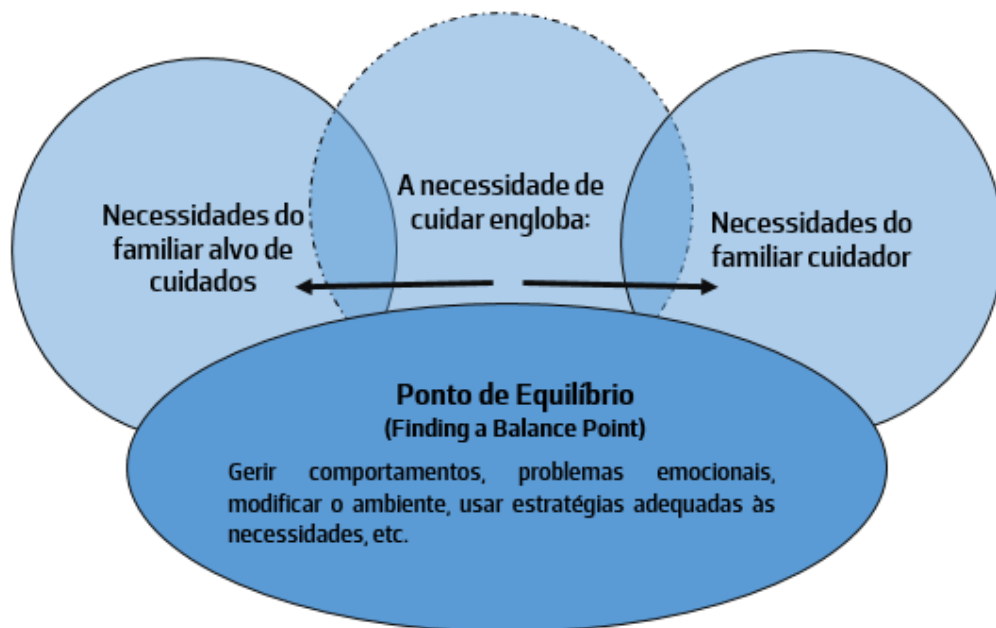 Necessidades do
familiar alvo de
cuidados
A necessidade de
cuidar engloba:
Necessidades do
familiar cuidador
Ponto de Equilíbrio
(Finding a Balance Point)
Gerir comportamentos, problemas emocionais,
modificar o ambiente, usar estratégias adequadas às
necessidades, etc.